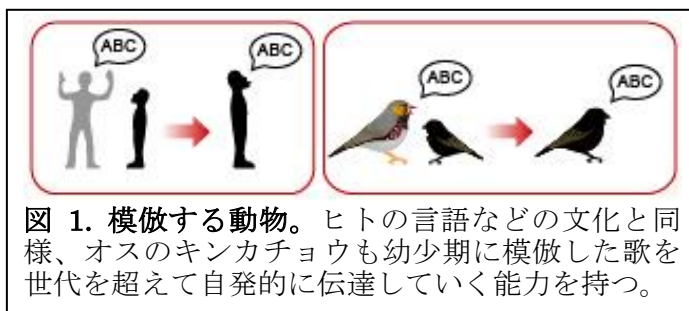 ABC
ABC
ABC
ABC
図 1. 模倣する動物。ヒトの言語などの文化と同
様、オスのキンカチョウも幼少期に模倣した歌を
世代を超えて自発的に伝達していく能力を持つ。